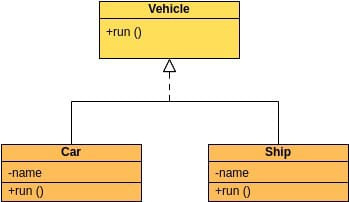 Vehicle
+run ()
Car
-name
+run ()
Ship
-name
+run ()